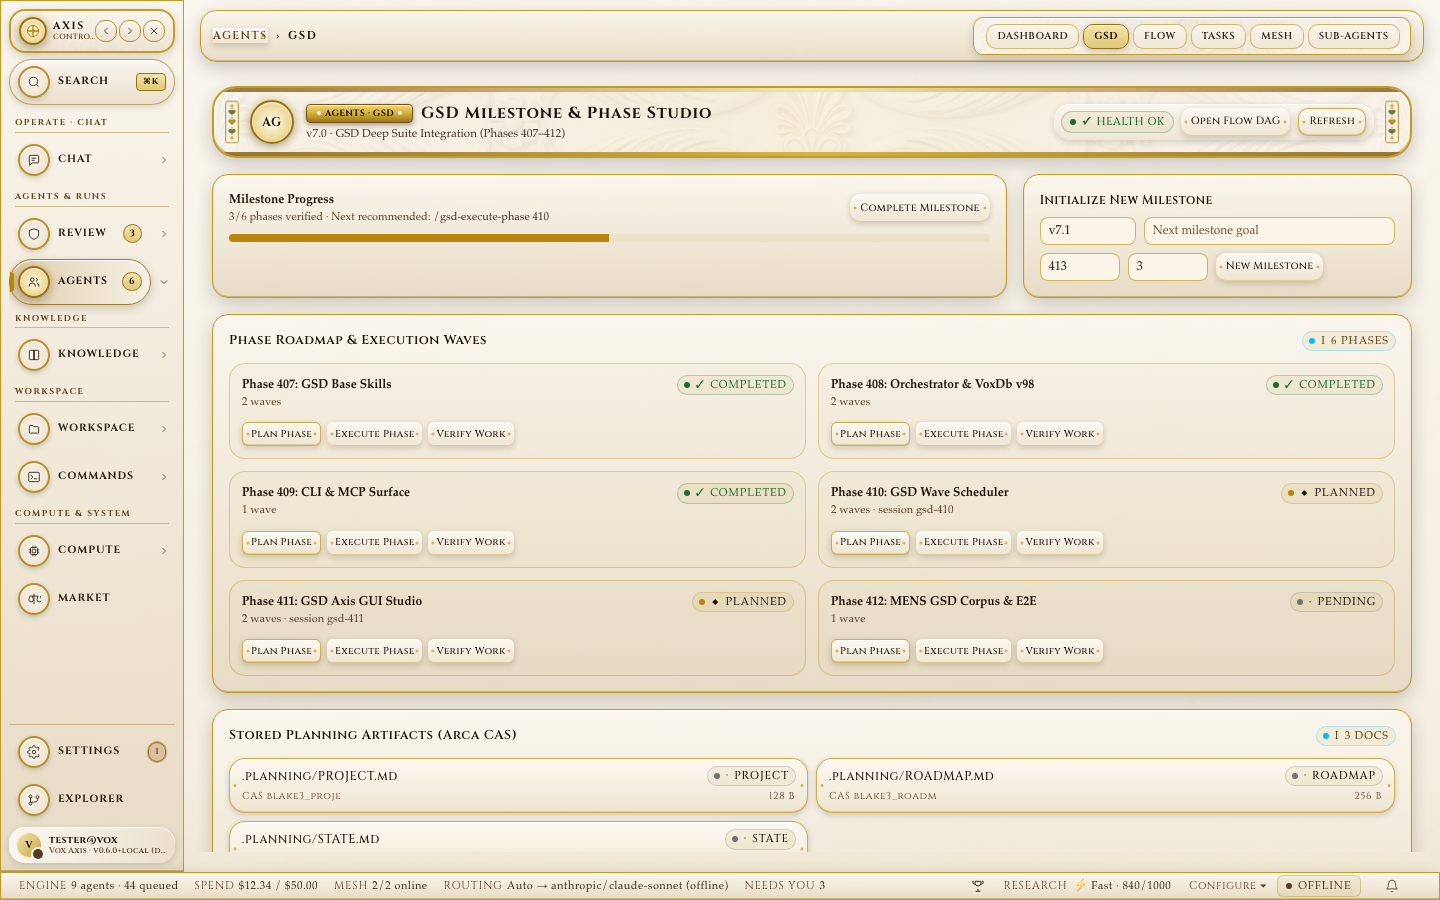 AXIS
CONTRO...
SEARCH
⌘K
OPERATE · CHAT
CHAT
AGENTS & RUNS
REVIEW
3
AGENTS
6
KNOWLEDGE
KNOWLEDGE
WORKSPACE
WORKSPACE
COMMANDS
COMPUTE & SYSTEM
COMPUTE
MARKET
SETTINGS
1
EXPLORER
V
TESTER@VOX
VOX AXIS · V0.6.0+LOCAL (D...
AGENTS › GSD
DASHBOARD
GSD
FLOW
TASKS
MESH
SUB-AGENTS
AG
AGENTS · GSD
GSD MILESTONE & PHASE STUDIO
v7.0 · GSD Deep Suite Integration (Phases 407–412)
✓ HEALTH OK
OPEN FLOW DAG
REFRESH
Milestone Progress
3/6 phases verified · Next recommended: /gsd-execute-phase 410
COMPLETE MILESTONE
INITIALIZE NEW MILESTONE
v7.1
Next milestone goal
413
3
NEW MILESTONE
PHASE ROADMAP & EXECUTION WAVES
I 6 PHASES
Phase 407: GSD Base Skills
✓ COMPLETED
2 waves
PLAN PHASE
EXECUTE PHASE
VERIFY WORK
Phase 408: Orchestrator & VoxDb v98
✓ COMPLETED
2 waves
PLAN PHASE
EXECUTE PHASE
VERIFY WORK
Phase 409: CLI & MCP Surface
✓ COMPLETED
1 wave
PLAN PHASE
EXECUTE PHASE
VERIFY WORK
Phase 410: GSD Wave Scheduler
◆ PLANNED
2 waves · session gsd-410
PLAN PHASE
EXECUTE PHASE
VERIFY WORK
Phase 411: GSD Axis GUI Studio
◆ PLANNED
2 waves · session gsd-411
PLAN PHASE
EXECUTE PHASE
VERIFY WORK
Phase 412: MENS GSD Corpus & E2E
· PENDING
1 wave
PLAN PHASE
EXECUTE PHASE
VERIFY WORK
STORED PLANNING ARTIFACTS (ARCA CAS)
I 3 DOCS
.PLANNING/PROJECT.MD
· PROJECT
CAS BLAKE3_PROJE
128 B
.PLANNING/ROADMAP.MD
· ROADMAP
CAS BLAKE3_ROADM
256 B
.PLANNING/STATE.MD
· STATE
ENGINE 9 agents · 44 queued
SPEND $12.34 / $50.00
MESH 2/2 online
ROUTING Auto → anthropic/claude-sonnet (offline)
NEEDS YOU 3
RESEARCH ⚡ Fast · 840/1000
CONFIGURE ▾
OFFLINE